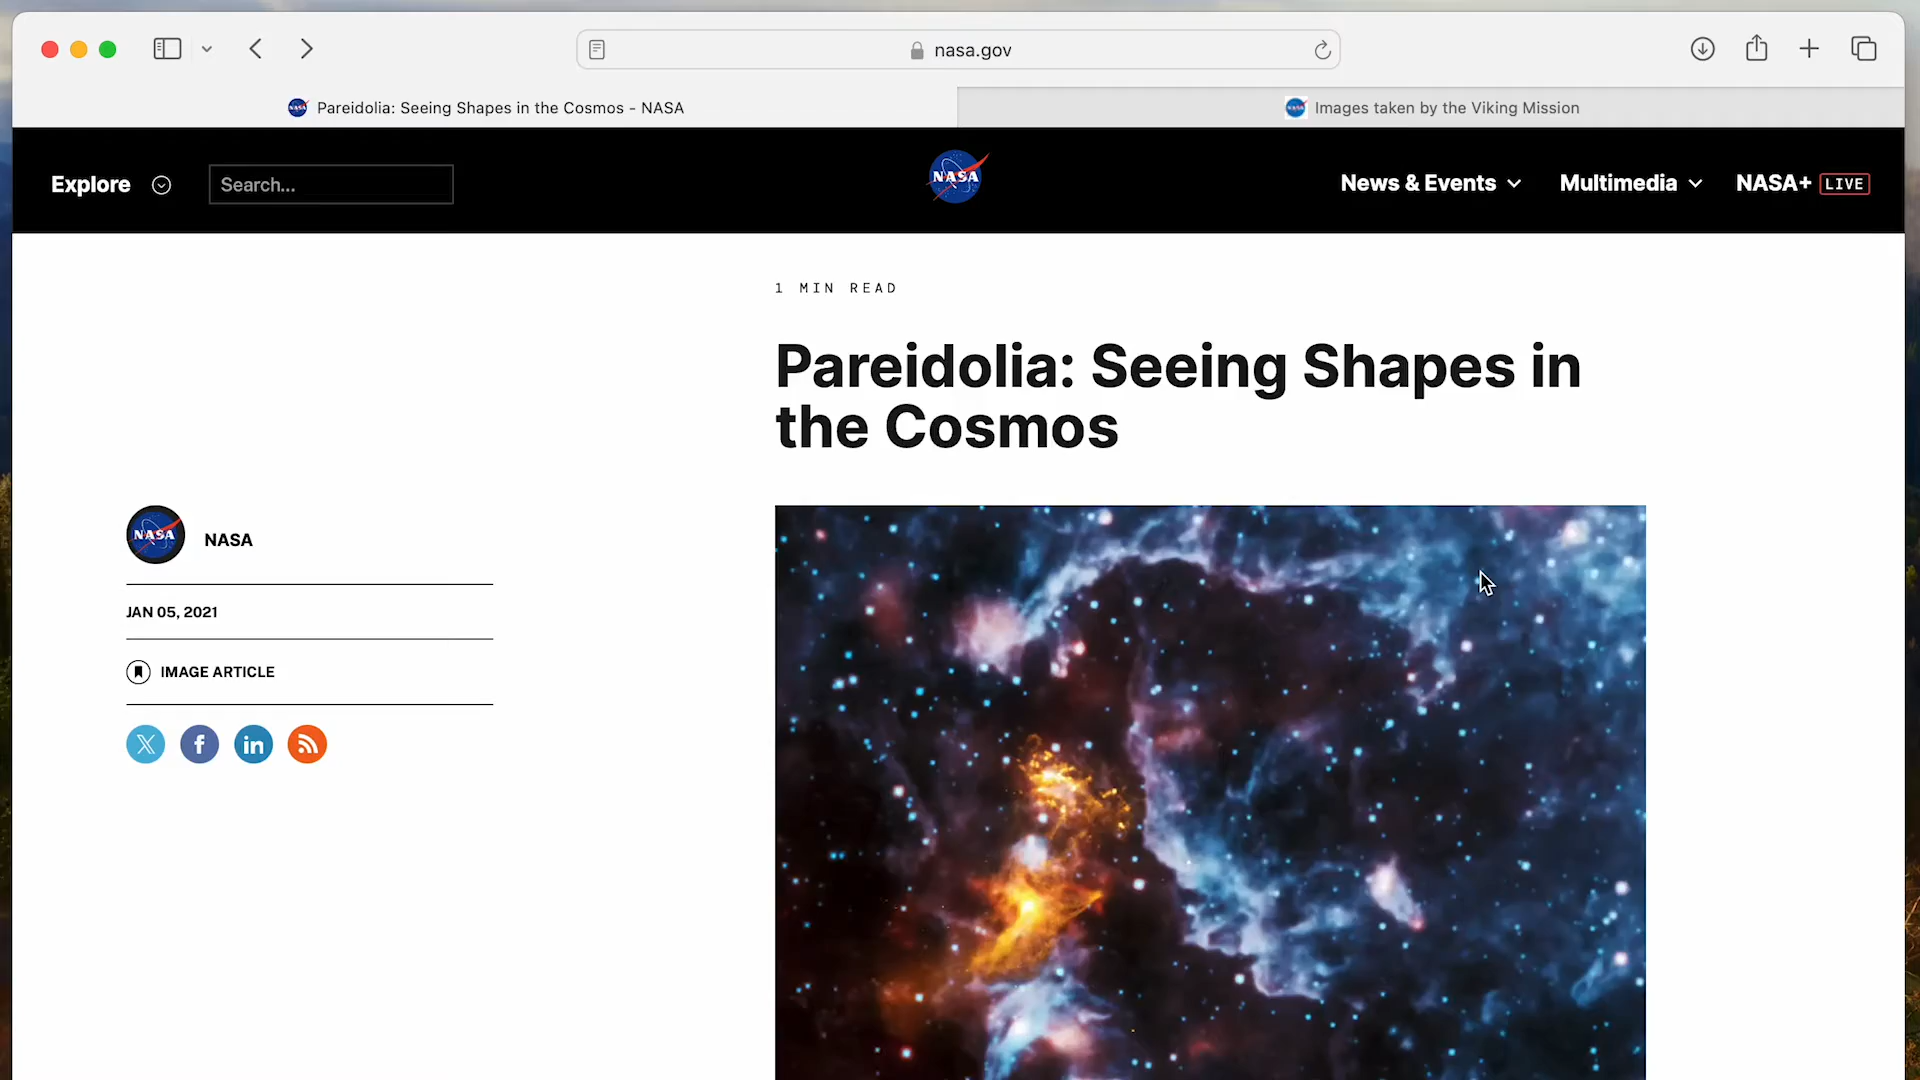 nasa.gov
Pareidolia: Seeing Shapes in the Cosmos - NASA
Images taken by the Viking Mission
Explore
Search...
NASA
News & Events
Multimedia
NASA+ LIVE
1 MIN READ
Pareidolia: Seeing Shapes in
the Cosmos
NASA
NASA
JAN 05, 2021
IMAGE ARTICLE